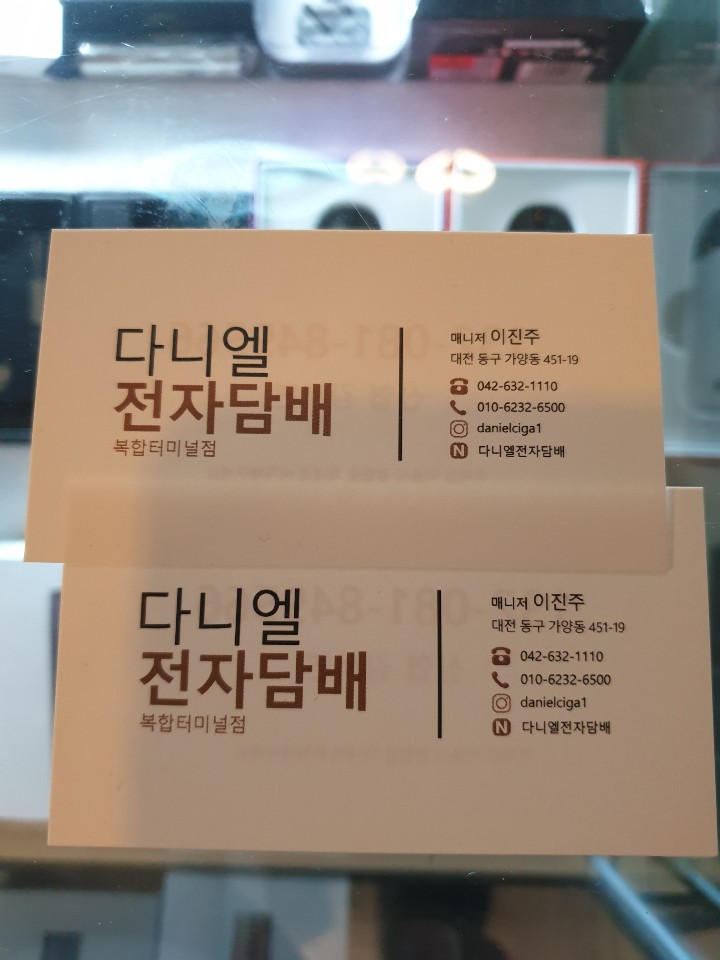 다니엘
전자담배
복합터미널점
매니저 이진주
대전 동구 가양동 451-19
042-632-1110
010-6232-6500
danielciga1
N 다니엘전자담배
다니엘
전자담배
복합터미널점
매니저 이진주
대전 동구 가양동 451-19
042-632-1110
010-6232-6500
danielciga1
N 다니엘전자담배